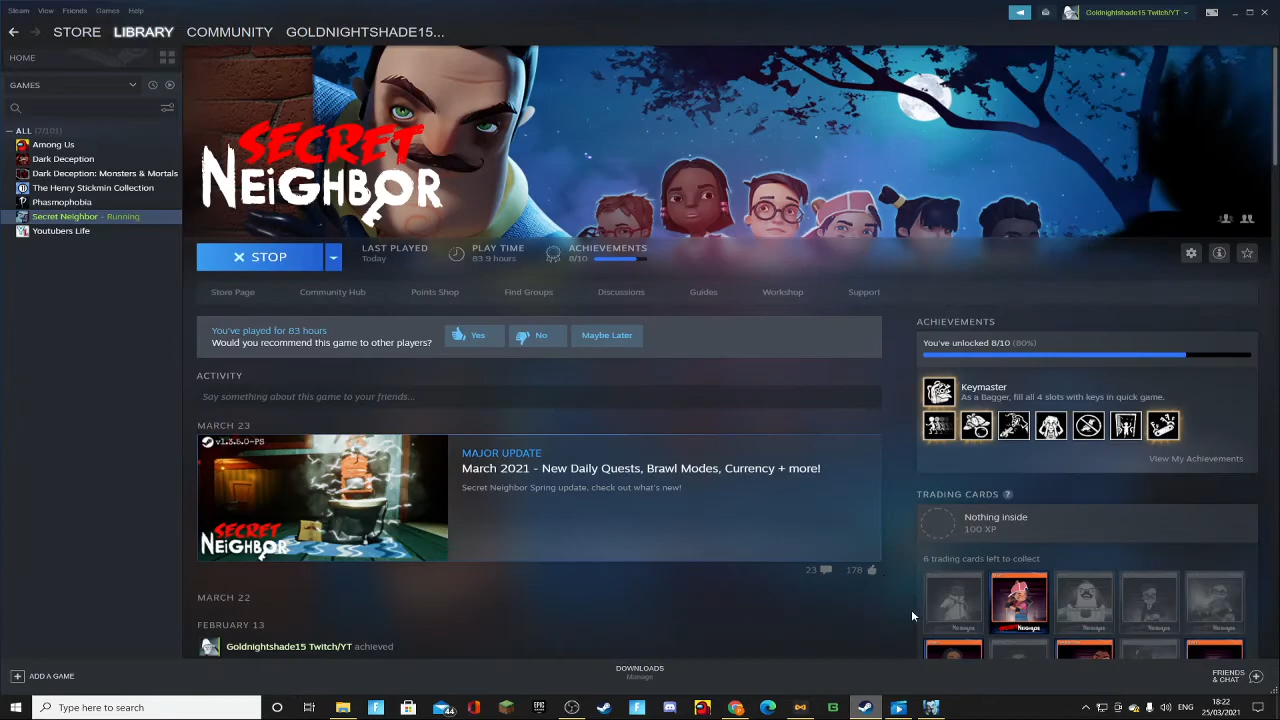 Steam View Friends Games Help
Goldnightshade15 Twitch/YT
STORE LIBRARY COMMUNITY GOLDNIGHTSHADE15...
HOME
GAMES
ALL (7/101)
Among Us
Dark Deception
Dark Deception: Monsters & Mortals
The Henry Stickmin Collection
Phasmophobia
Secret Neighbor - Running
Youtubers Life
SECRET
NEIGHBOR
STOP
LAST PLAYED
Today
PLAY TIME
83.9 hours
ACHIEVEMENTS
8/10
Store Page Community Hub Points Shop Find Groups Discussions Guides Workshop Support
You've played for 83 hours
Would you recommend this game to other players?
Yes No Maybe Later
ACTIVITY
Say something about this game to your friends...
MARCH 23
v1.3.5.0-PS
SECRET
NEIGHBOR
MAJOR UPDATE
March 2021 - New Daily Quests, Brawl Modes, Currency + more!
Secret Neighbor Spring update, check out what's new!
23 178
MARCH 22
FEBRUARY 13
Goldnightshade15 Twitch/YT achieved
ACHIEVEMENTS
You've unlocked 8/10 (80%)
Keymaster
As a Bagger, fill all 4 slots with keys in quick game.
View My Achievements
TRADING CARDS ?
Nothing inside
100 XP
6 trading cards left to collect
ADD A GAME
DOWNLOADS
Manage
FRIENDS
& CHAT
Type here to search
44
18:22
25/03/2021